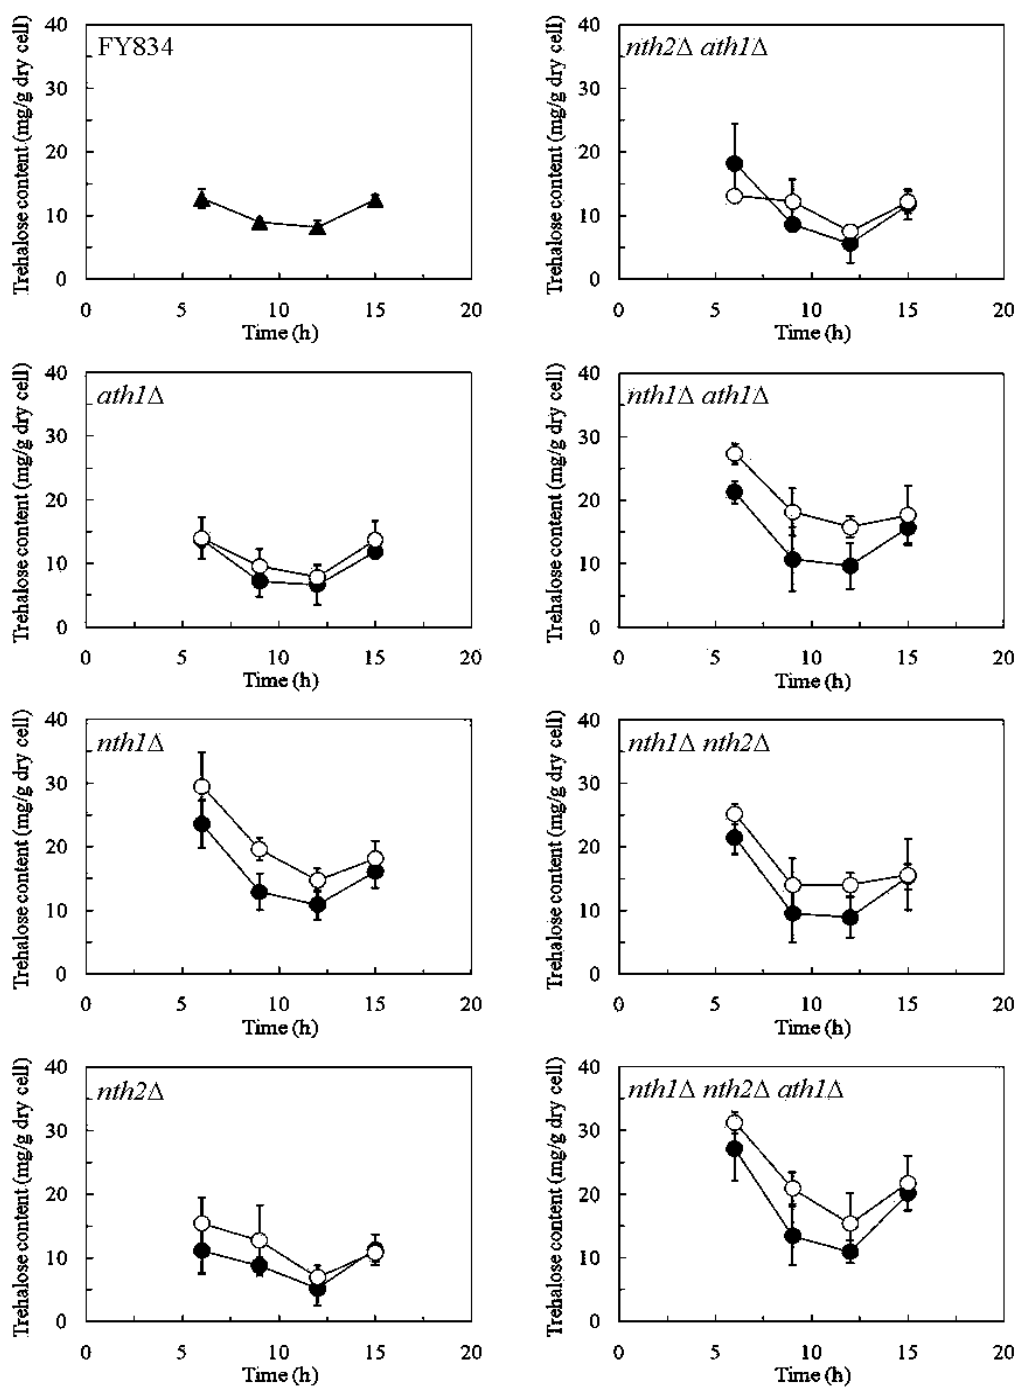 FY834
Trehalose content (mg/g dry cell)
40
30
20
10
0
0 5 10 15 20
Time (h)
nth2Δ ath1Δ
Trehalose content (mg/g dry cell)
40
30
20
10
0
0 5 10 15 20
Time (h)
ath1Δ
Trehalose content (mg/g dry cell)
40
30
20
10
0
0 5 10 15 20
Time (h)
nth1Δ ath1Δ
Trehalose content (mg/g dry cell)
40
30
20
10
0
0 5 10 15 20
Time (h)
nth1Δ
Trehalose content (mg/g dry cell)
40
30
20
10
0
0 5 10 15 20
Time (h)
nth1Δ nth2Δ
Trehalose content (mg/g dry cell)
40
30
20
10
0
0 5 10 15 20
Time (h)
nth2Δ
Trehalose content (mg/g dry cell)
40
30
20
10
0
0 5 10 15 20
Time (h)
nth1Δ nth2Δ ath1Δ
Trehalose content (mg/g dry cell)
40
30
20
10
0
0 5 10 15 20
Time (h)